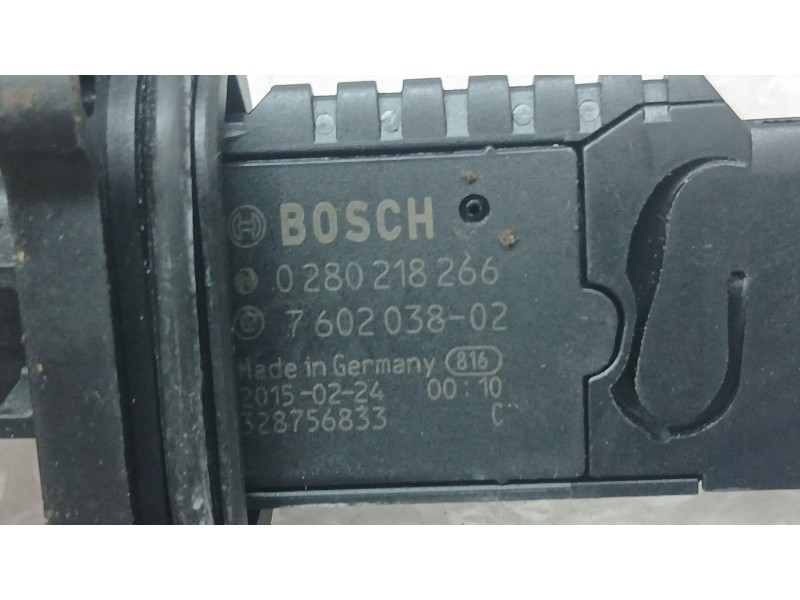 BOSCH
0 280 218 266
7 602 038-02
Made in Germany 816
2015-02-24 00:10
328756833 C